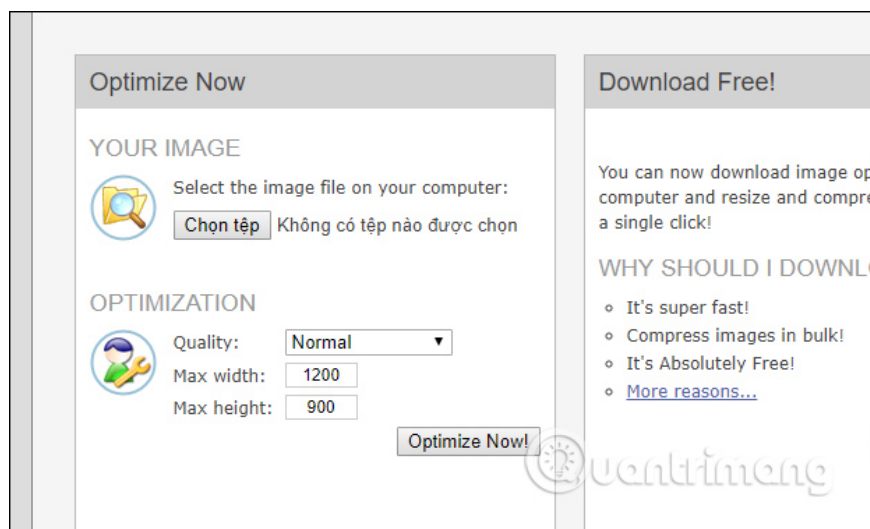 Optimize Now
YOUR IMAGE
Select the image file on your computer:
Chọn tệp Không có tệp nào được chọn
OPTIMIZATION
Quality: Normal
Max width: 1200
Max height: 900
Optimize Now!
Download Free!
You can now download image op
computer and resize and compre
a single click!
WHY SHOULD I DOWNLO
It's super fast!
Compress images in bulk!
It's Absolutely Free!
More reasons...
Quantrimang